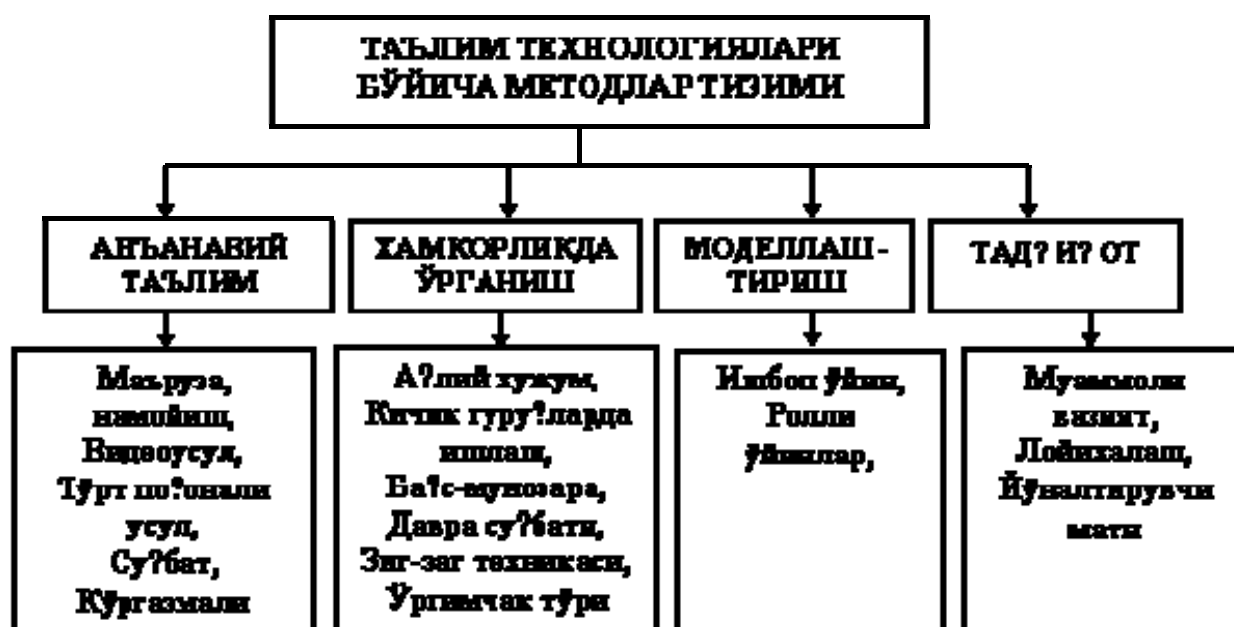 ТАЪЛИМ ТЕХНОЛОГИЯЛАРИ
БЎЙИЧА МЕТОДЛАР ТИЗИМИ
АНЪАНАВИЙ
ТАЪЛИМ
ХАМКОРЛИКДА
ЎРГАНИШ
МОДЕЛЛАШ-
ТИРИШ
ТАД? И? ОТ
Маъруза,
намойиш,
Видеоусул,
Тўрт по?онали
усул,
Су?бат,
Кўргазмали
А?лий хужум,
Кичик гуру?ларда
ишлаш,
Ба?с-мунозара,
Давра су?бати,
Зиг-заг техникаси,
Ўргимчак тўри
Ишбоп ўйин,
Ролли
ўйинлар,
Муаммоли
вазият,
Лойихалаш,
Йўналтирувчи
матн